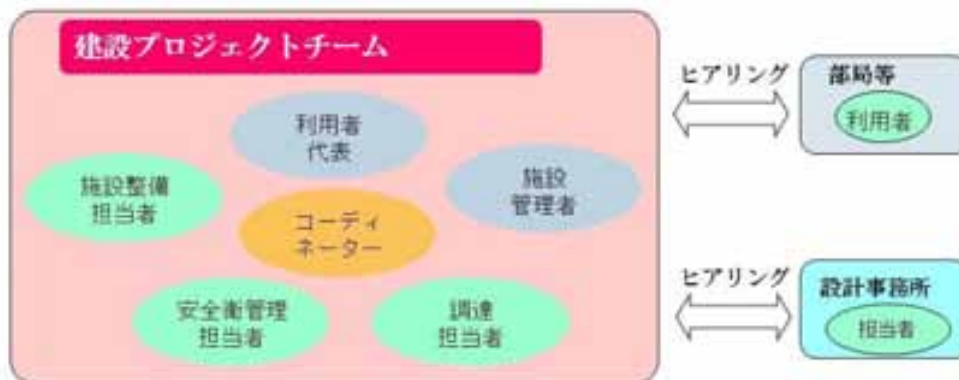 建設プロジェクトチーム
利用者
代表
施設整備
担当者
施設
管理者
コーディ
ネーター
安全衛管理
担当者
調達
担当者
ヒアリング
部局等
利用者
ヒアリング
設計事務所
担当者